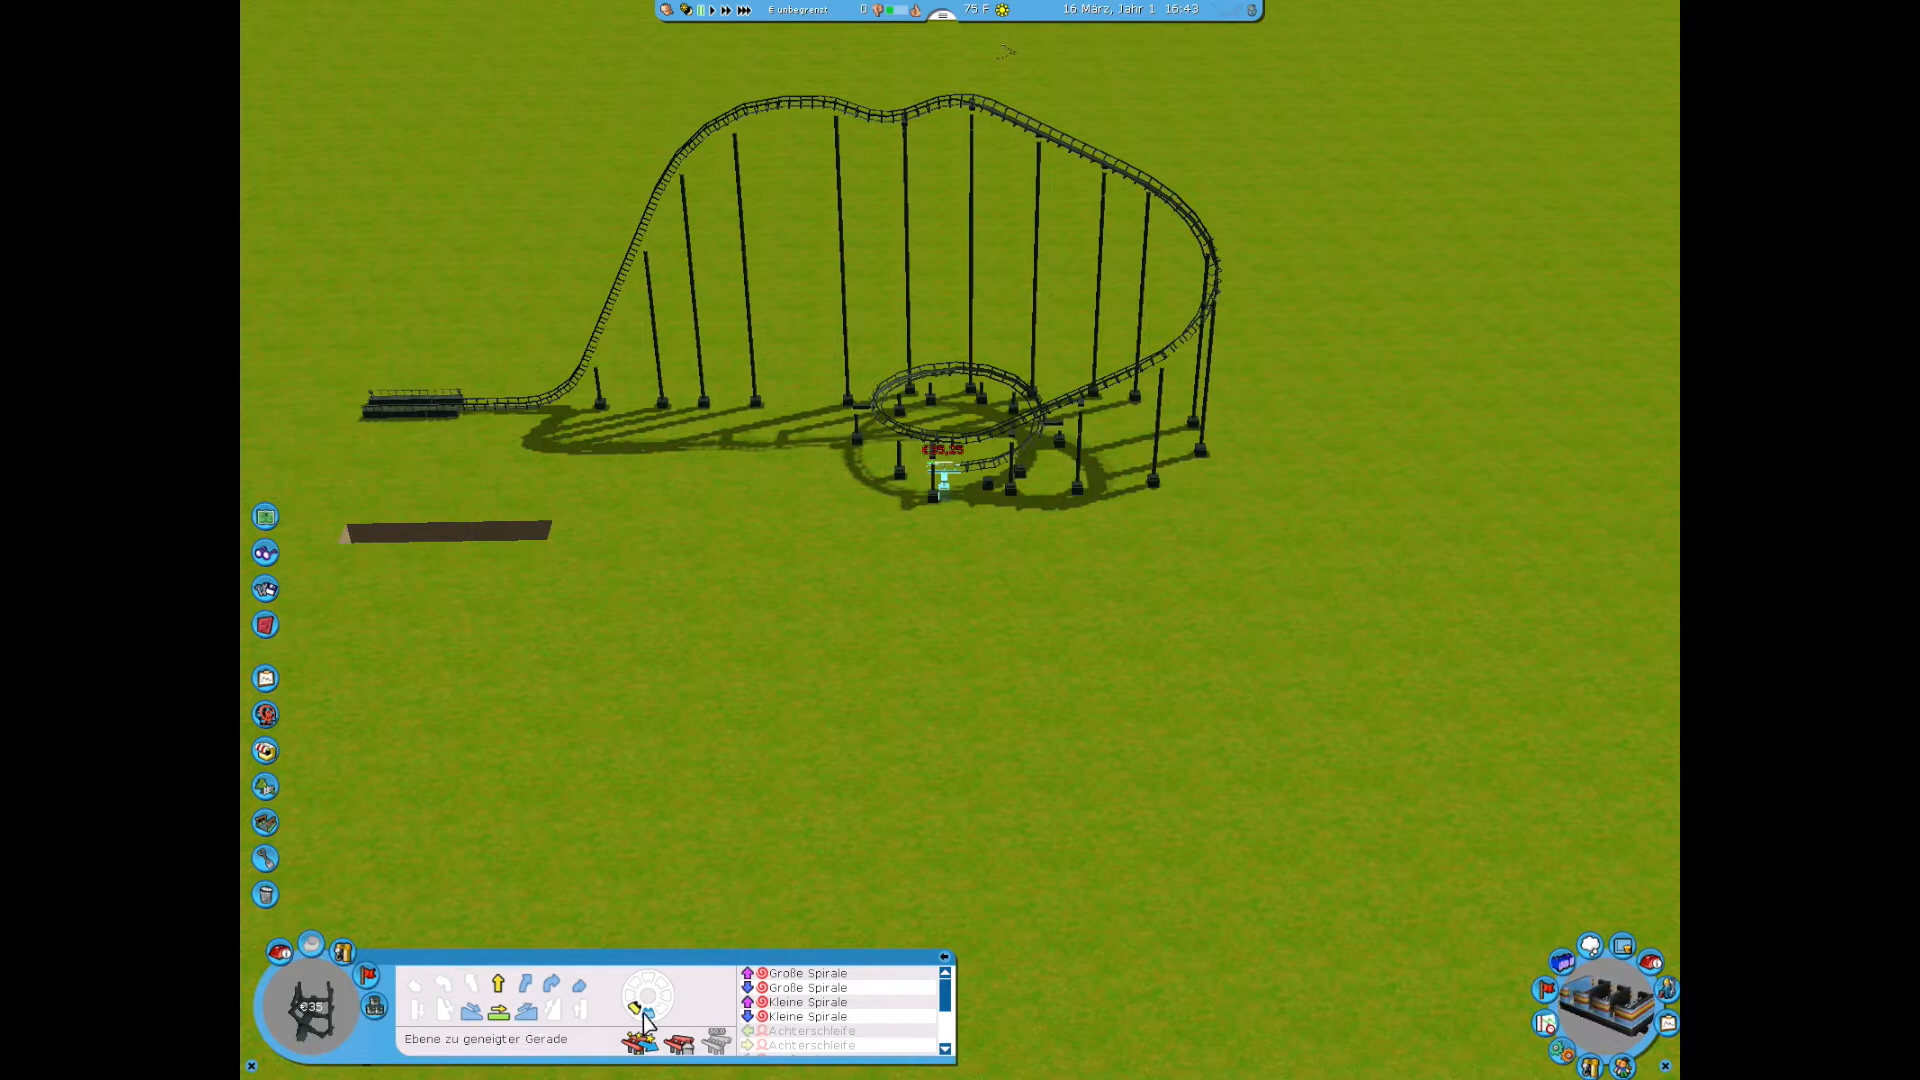 € unbegrenzt 0 75 F 16 März, Jahr 1 16:43
€35
Ebene zu geneigter Gerade
Große Spirale
Große Spirale
Kleine Spirale
Kleine Spirale
Achterschleife
Achterschleife